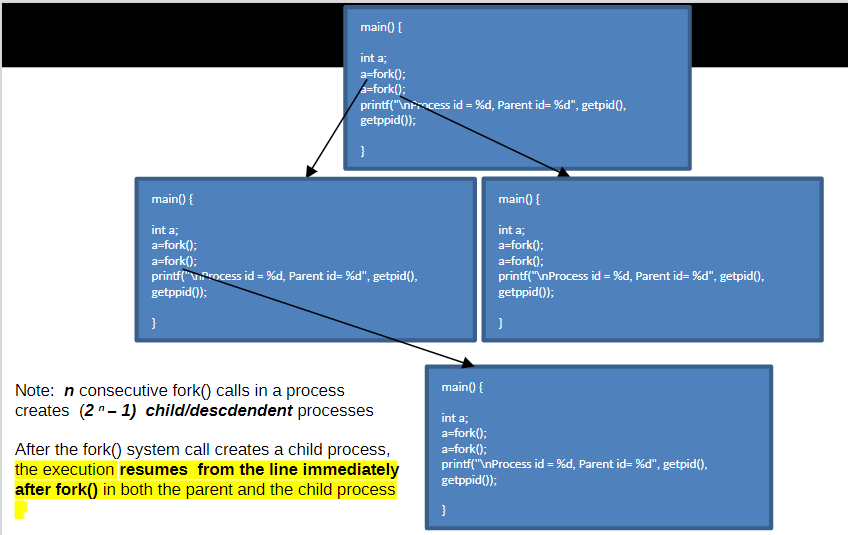 main() {
int a;
a=fork();
a=fork();
printf("\nProcess id = %d, Parent id= %d", getpid(),
getppid());
}
main() {
int a;
a=fork();
a=fork();
printf("\nProcess id = %d, Parent id= %d", getpid(),
getppid());
}
main() {
int a;
a=fork();
a=fork();
printf("\nProcess id = %d, Parent id= %d", getpid(),
getppid());
}
main() {
int a;
a=fork();
a=fork();
printf("\nProcess id = %d, Parent id= %d", getpid(),
getppid());
}
Note: n consecutive fork() calls in a process
creates (2 ⁿ – 1) child/descdendent processes
After the fork() system call creates a child process,
the execution resumes from the line immediately
after fork() in both the parent and the child process